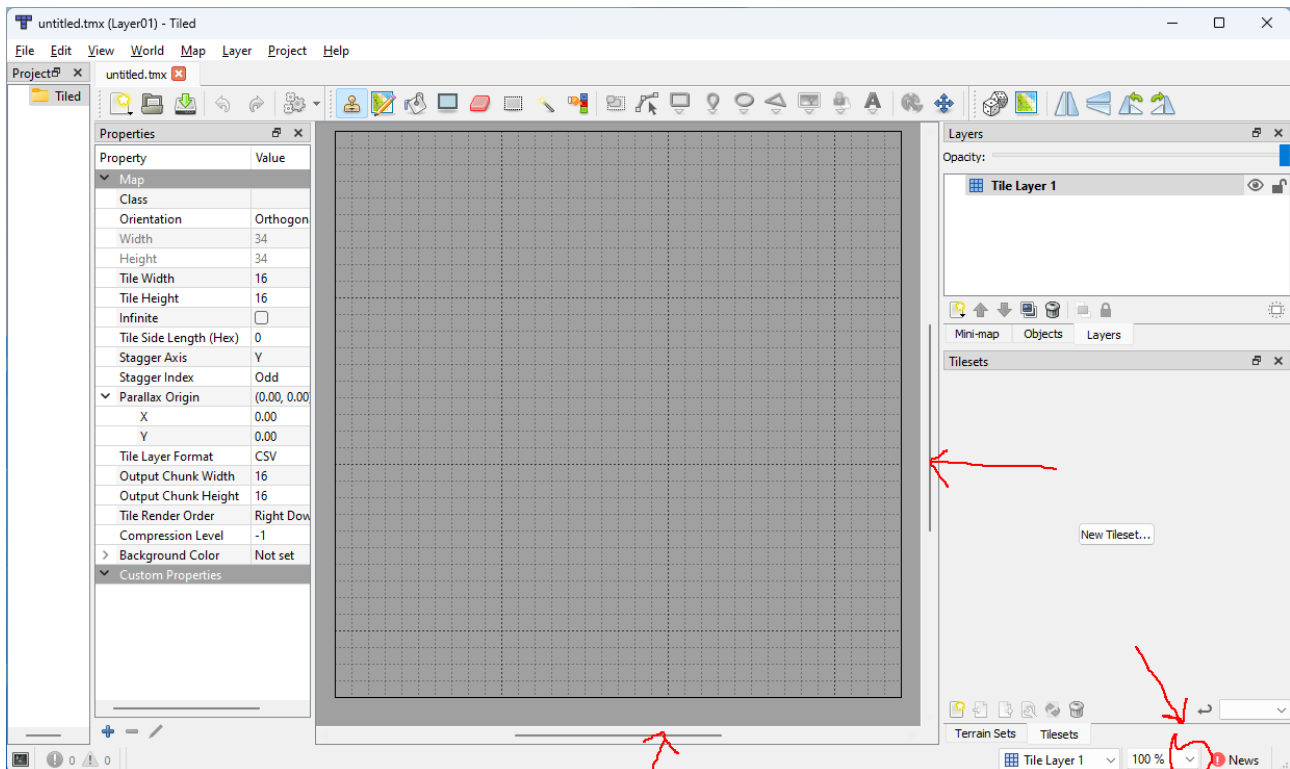 untitled.tmx (Layer01) - Tiled
File Edit View World Map Layer Project Help
Project
untitled.tmx
Tiled
Properties
Property Value
Map
Class
Orientation Orthogon
Width 34
Height 34
Tile Width 16
Tile Height 16
Infinite
Tile Side Length (Hex) 0
Stagger Axis Y
Stagger Index Odd
Parallax Origin (0.00, 0.00)
X 0.00
Y 0.00
Tile Layer Format CSV
Output Chunk Width 16
Output Chunk Height 16
Tile Render Order Right Dow
Compression Level -1
Background Color Not set
Custom Properties
Layers
Opacity:
Tile Layer 1
Mini-map Objects Layers
Tilesets
New Tileset...
Terrain Sets Tilesets
0 0
Tile Layer 1 100 % News